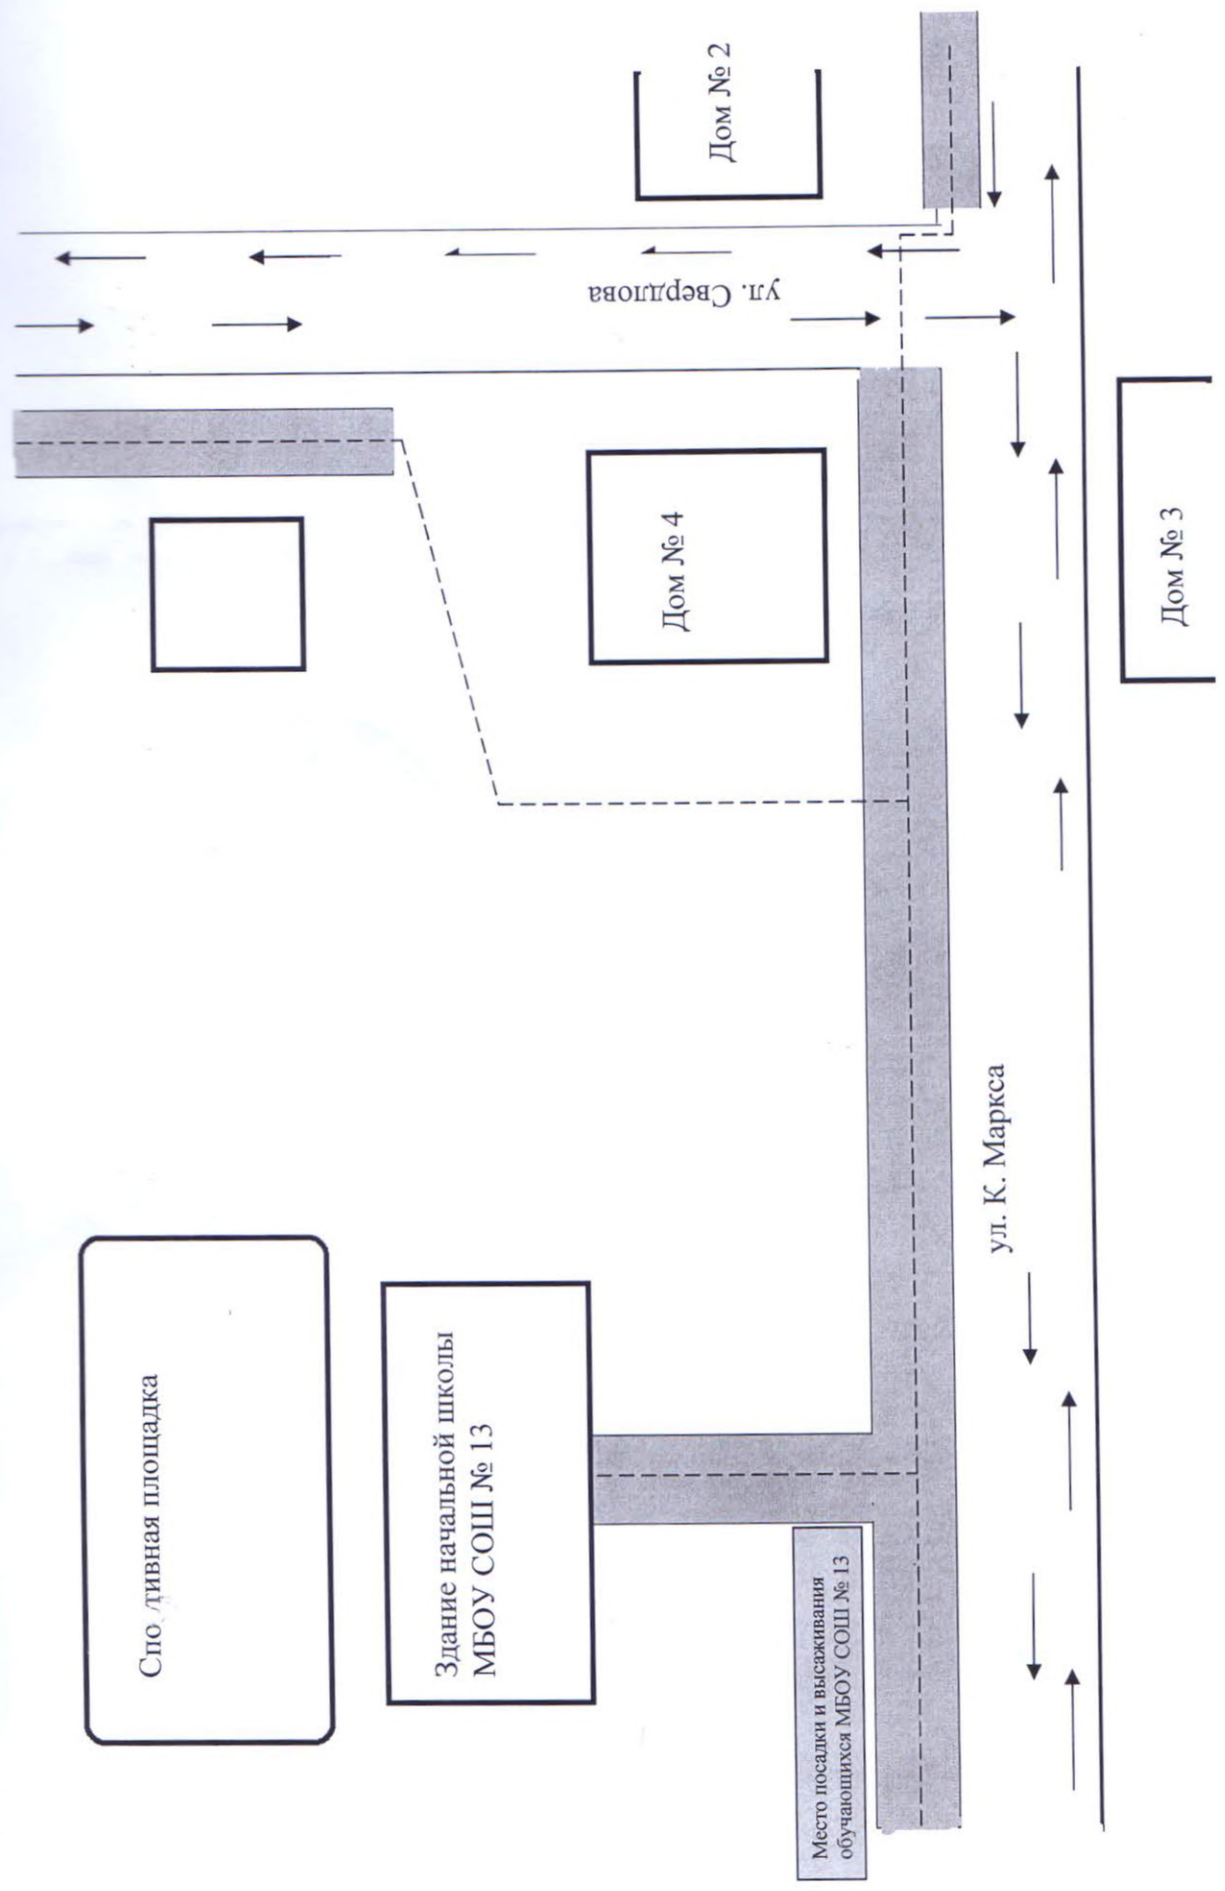 Спо тивная площадка
Здание начальной школы
МБОУ СОШ № 13
Место посадки и высаживания
обучающихся МБОУ СОШ № 13
ул. К. Маркса
Дом № 4
Дом № 3
ул. Свердлова
Дом № 2